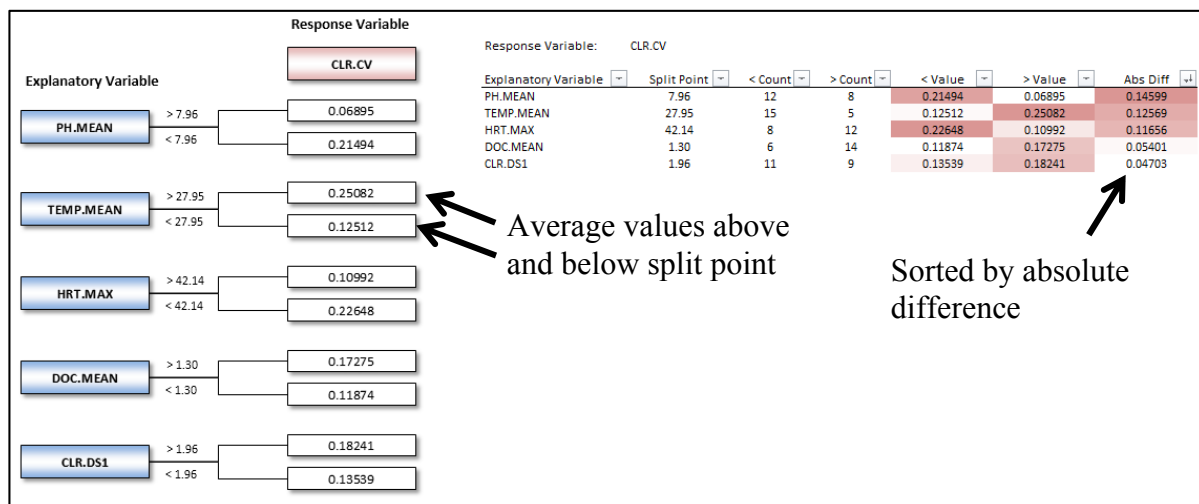 Response Variable
CLR.CV
Explanatory Variable
PH.MEAN
> 7.96
< 7.96
0.06895
0.21494
TEMP.MEAN
> 27.95
< 27.95
0.25082
0.12512
HRT.MAX
> 42.14
< 42.14
0.10992
0.22648
DOC.MEAN
> 1.30
< 1.30
0.17275
0.11874
CLR.DS1
> 1.96
< 1.96
0.18241
0.13539
Average values above
and below split point
Response Variable: CLR.CV
Explanatory Variable Split Point < Count > Count < Value > Value Abs Diff
PH.MEAN 7.96 12 8 0.21494 0.06895 0.14599
TEMP.MEAN 27.95 15 5 0.12512 0.25082 0.12569
HRT.MAX 42.14 8 12 0.22648 0.10992 0.11656
DOC.MEAN 1.30 6 14 0.11874 0.17275 0.05401
CLR.DS1 1.96 11 9 0.13539 0.18241 0.04703
Sorted by absolute
difference